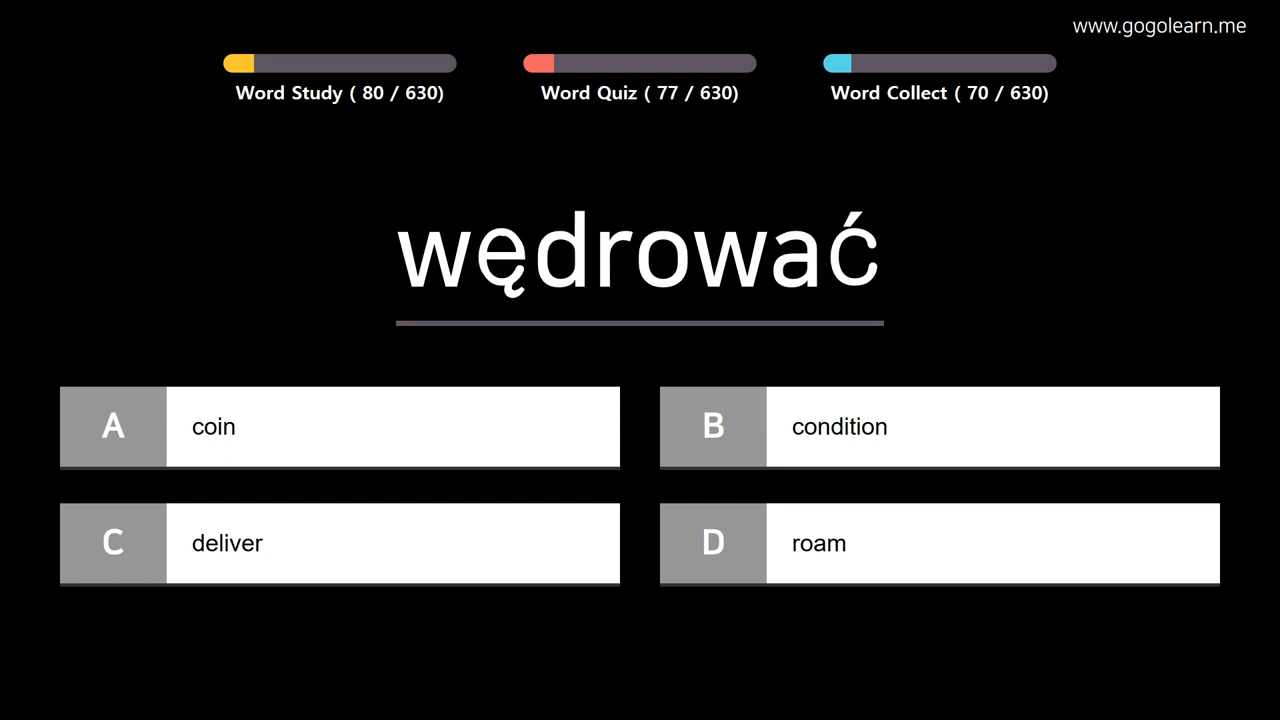 www.gogolearn.me
Word Study ( 80 / 630)
Word Quiz ( 77 / 630)
Word Collect ( 70 / 630)
wędrować
A coin
B condition
C deliver
D roam